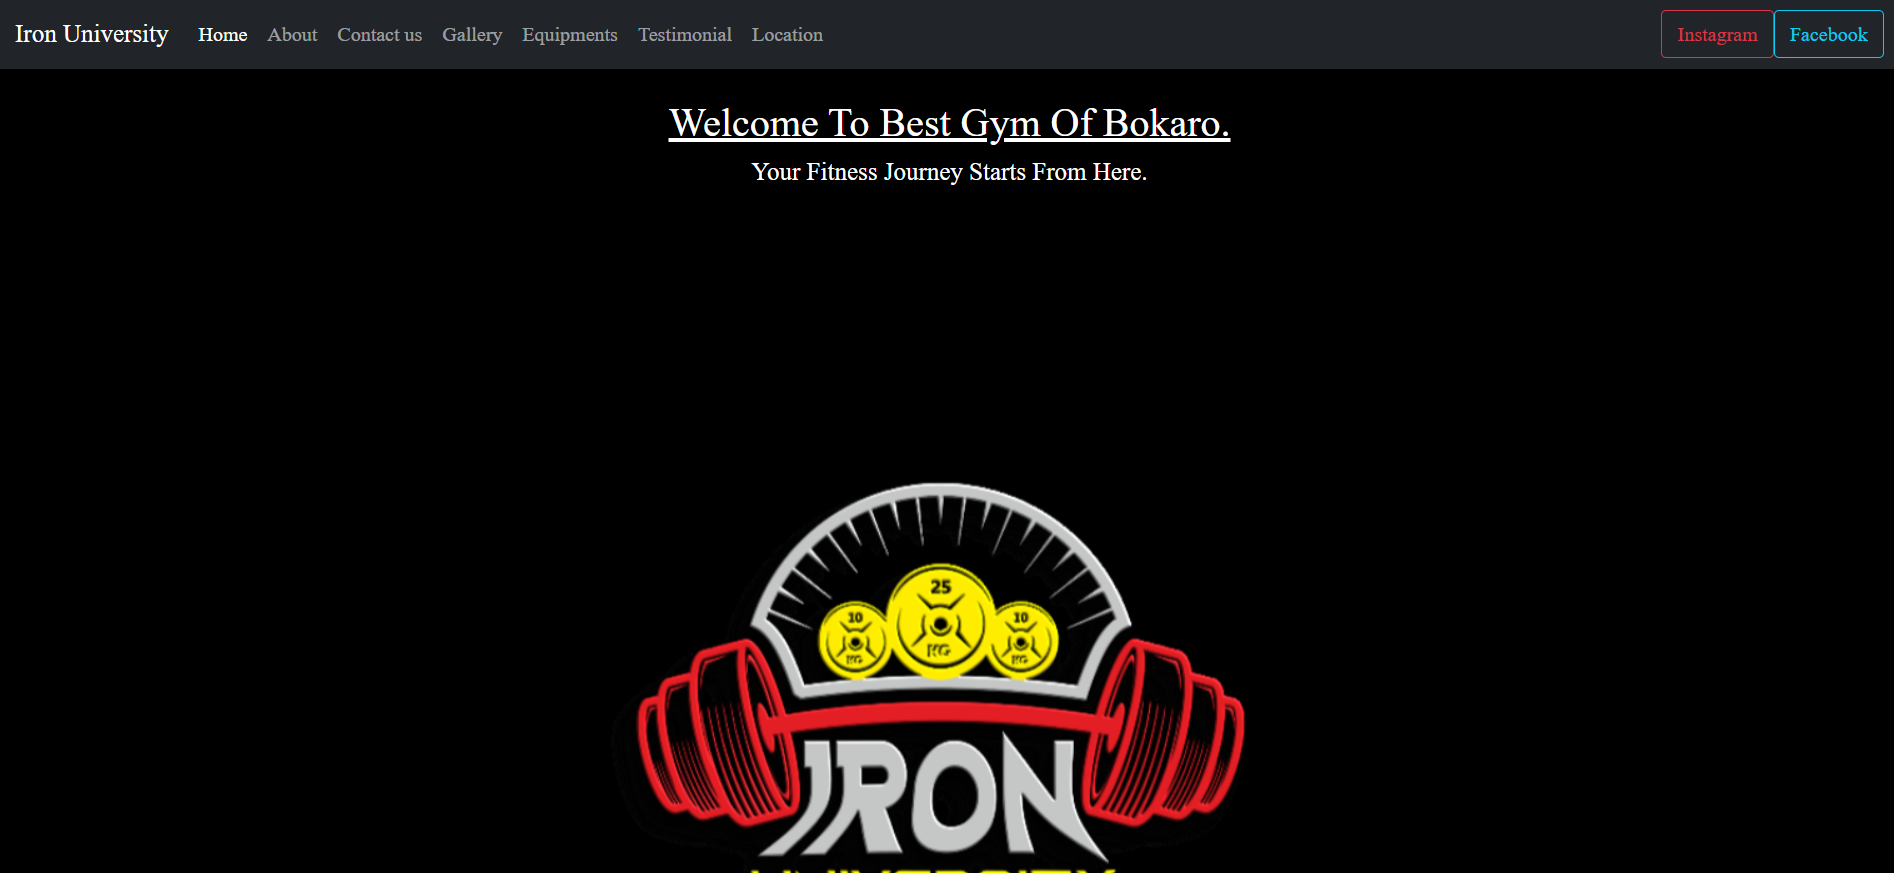 Iron University Home About Contact us Gallery Equipments Testimonial Location Instagram Facebook
Welcome To Best Gym Of Bokaro.
Your Fitness Journey Starts From Here.
25
KG
10 10
KG KG
IRON
UNIVERSITY